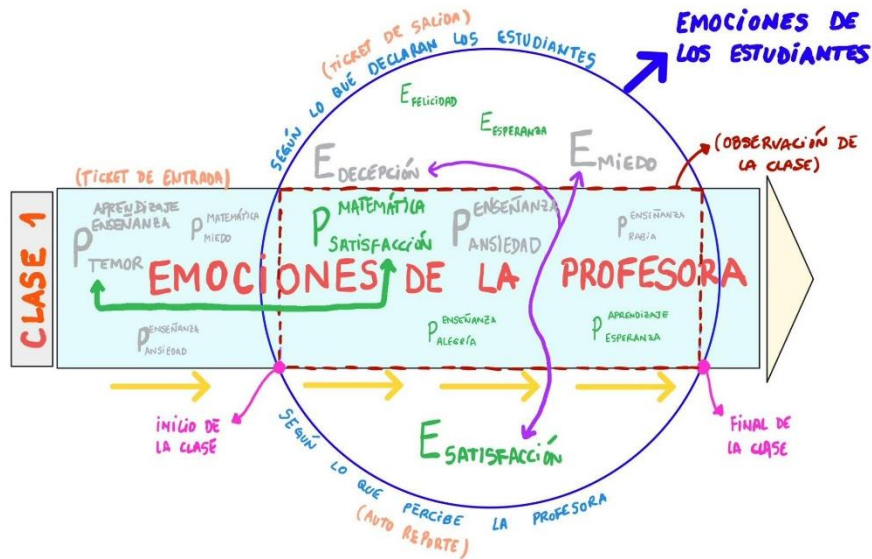 EMOCIONES DE
LOS ESTUDIANTES
(TICKET DE SALIDA)
SEGÚN LO QUÉ DECLARAN LOS ESTUDIANTES
E FELICIDAD
E ESPERANZA
(OBSERVACIÓN DE
LA CLASE)
E DECEPCIÓN
E MIEDO
(TICKET DE ENTRADA)
CLASE 1
P APRENDIZAJE
ENSEÑANZA
TEMOR
P MATEMÁTICA
MIEDO
P MATEMÁTICA
SATISFACCIÓN
P ENSEÑANZA
ANSIEDAD
P ENSEÑANZA
RABIA
EMOCIONES DE LA PROFESORA
P ENSEÑANZA
ANSIEDAD
P ENSEÑANZA
ALEGRÍA
P APRENDIZAJE
ESPERANZA
INICIO DE
LA CLASE
FINAL DE
LA CLASE
E SATISFACCIÓN
SEGÚN LO QUE PERCIBE LA PROFESORA
(AUTO REPORTE)